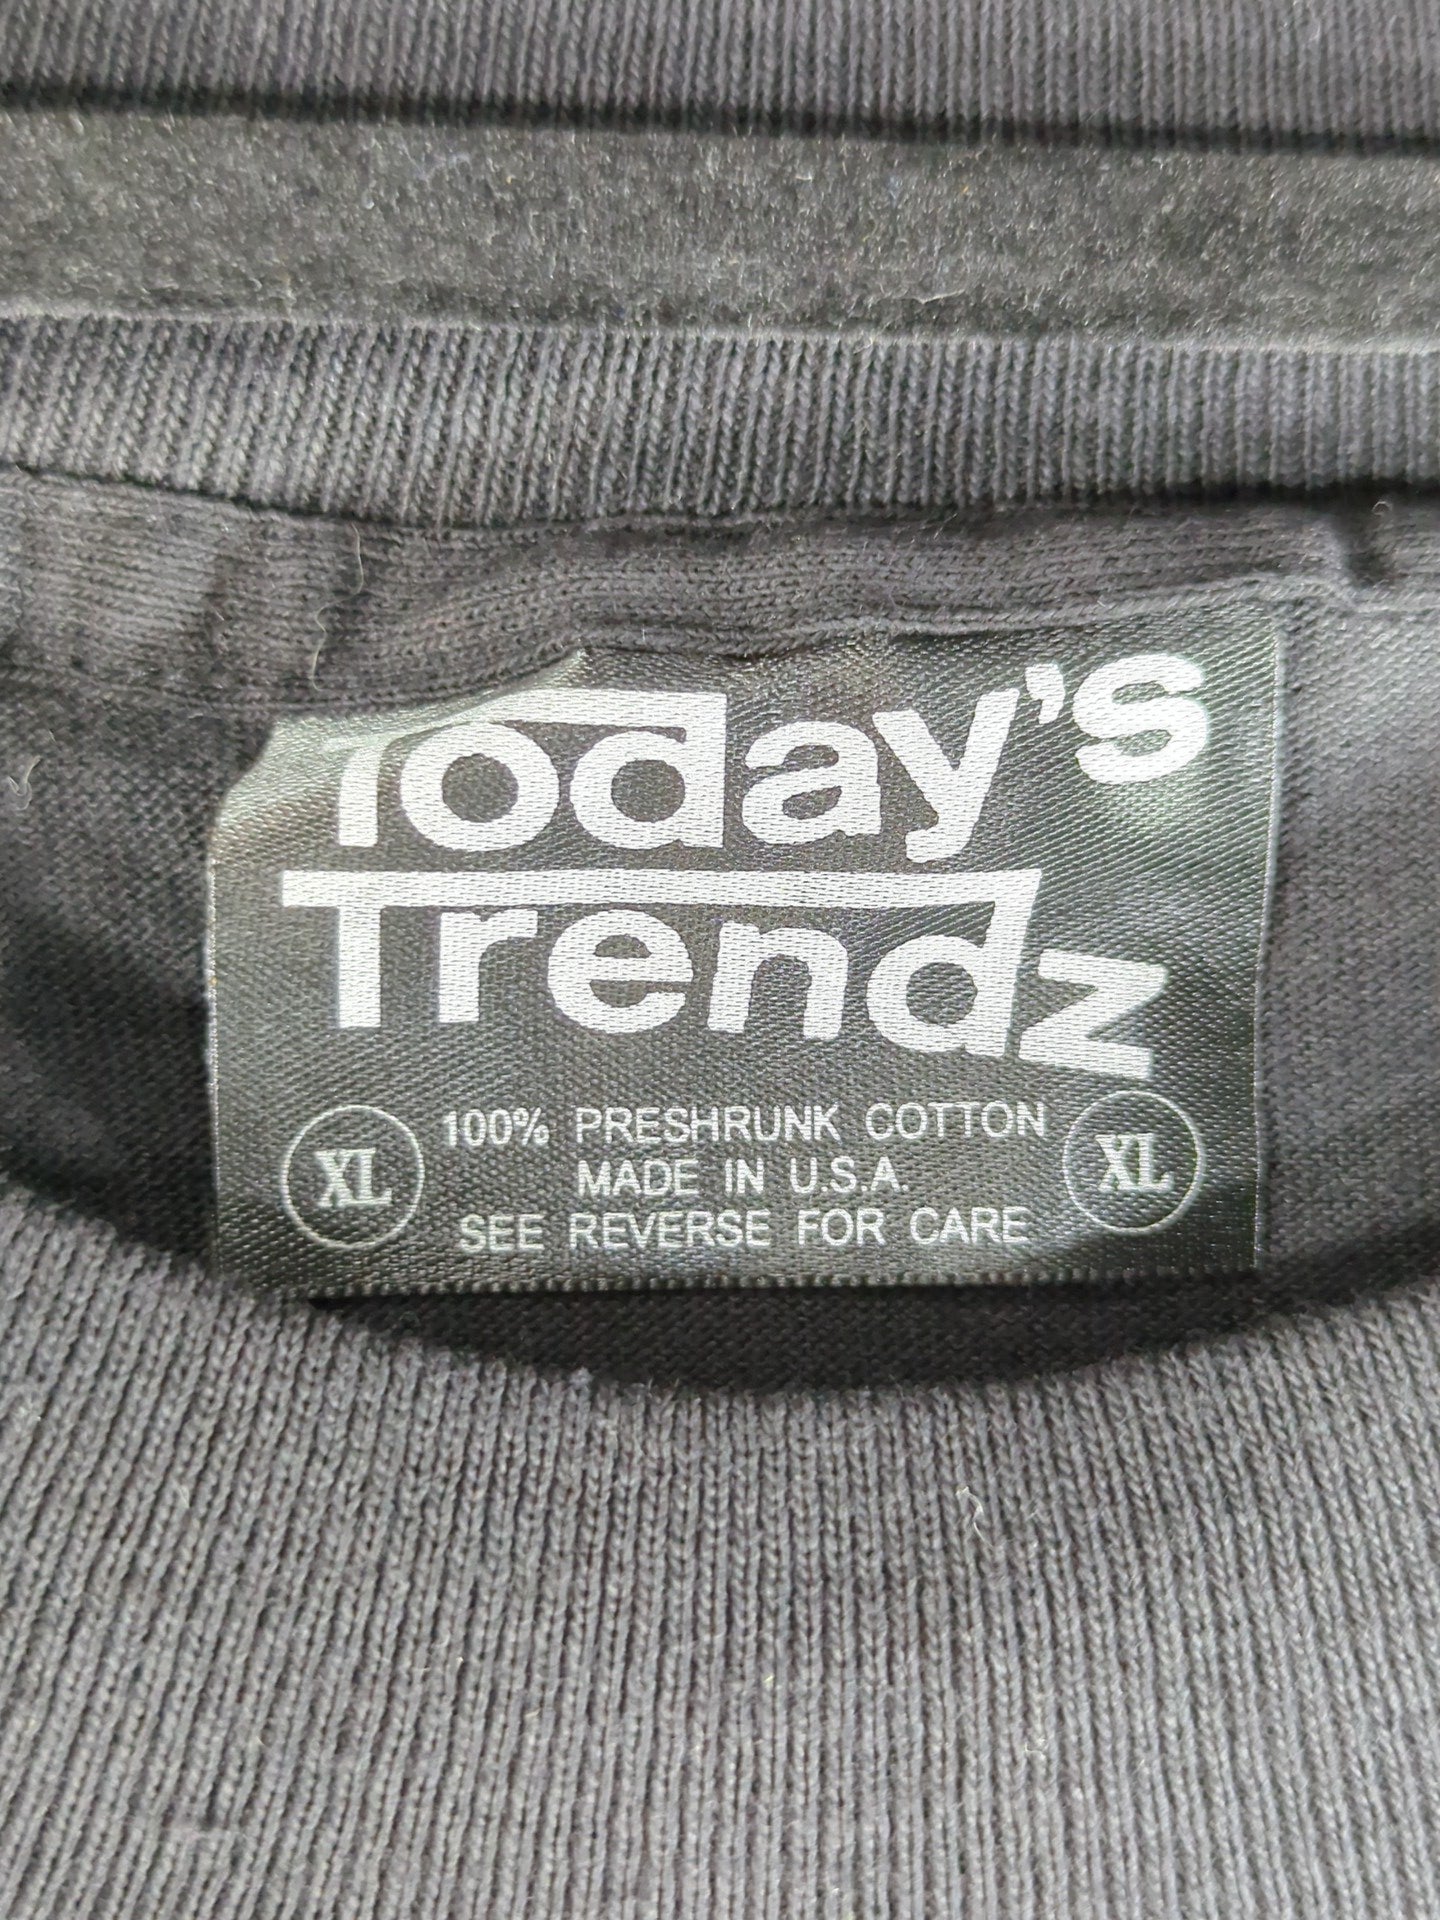 Today's
Trendz
XL 100% PRESHRUNK COTTON XL
MADE IN U.S.A.
SEE REVERSE FOR CARE